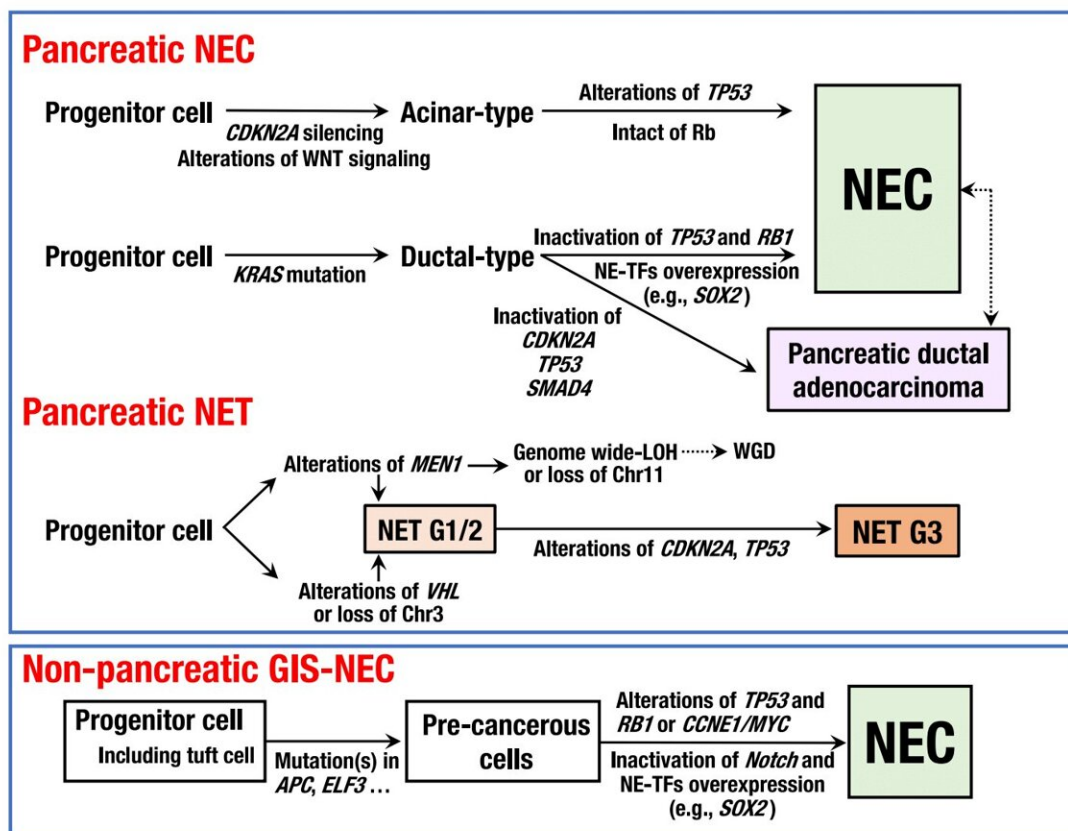 Pancreatic NEC
Progenitor cell
CDKN2A silencing
Alterations of WNT signaling
Acinar-type
Alterations of TP53
Intact of Rb
NEC
Progenitor cell
KRAS mutation
Ductal-type
Inactivation of TP53 and RB1
NE-TFs overexpression
(e.g., SOX2)
Inactivation of
CDKN2A
TP53
SMAD4
Pancreatic ductal
adenocarcinoma
Pancreatic NET
Progenitor cell
Alterations of MEN1
Genome wide-LOH
or loss of Chr11
WGD
NET G1/2
Alterations of CDKN2A, TP53
NET G3
Alterations of VHL
or loss of Chr3
Non-pancreatic GIS-NEC
Progenitor cell
Including tuft cell
Mutation(s) in
APC, ELF3 ...
Pre-cancerous
cells
Alterations of TP53 and
RB1 or CCNE1/MYC
Inactivation of Notch and
NE-TFs overexpression
(e.g., SOX2)
NEC